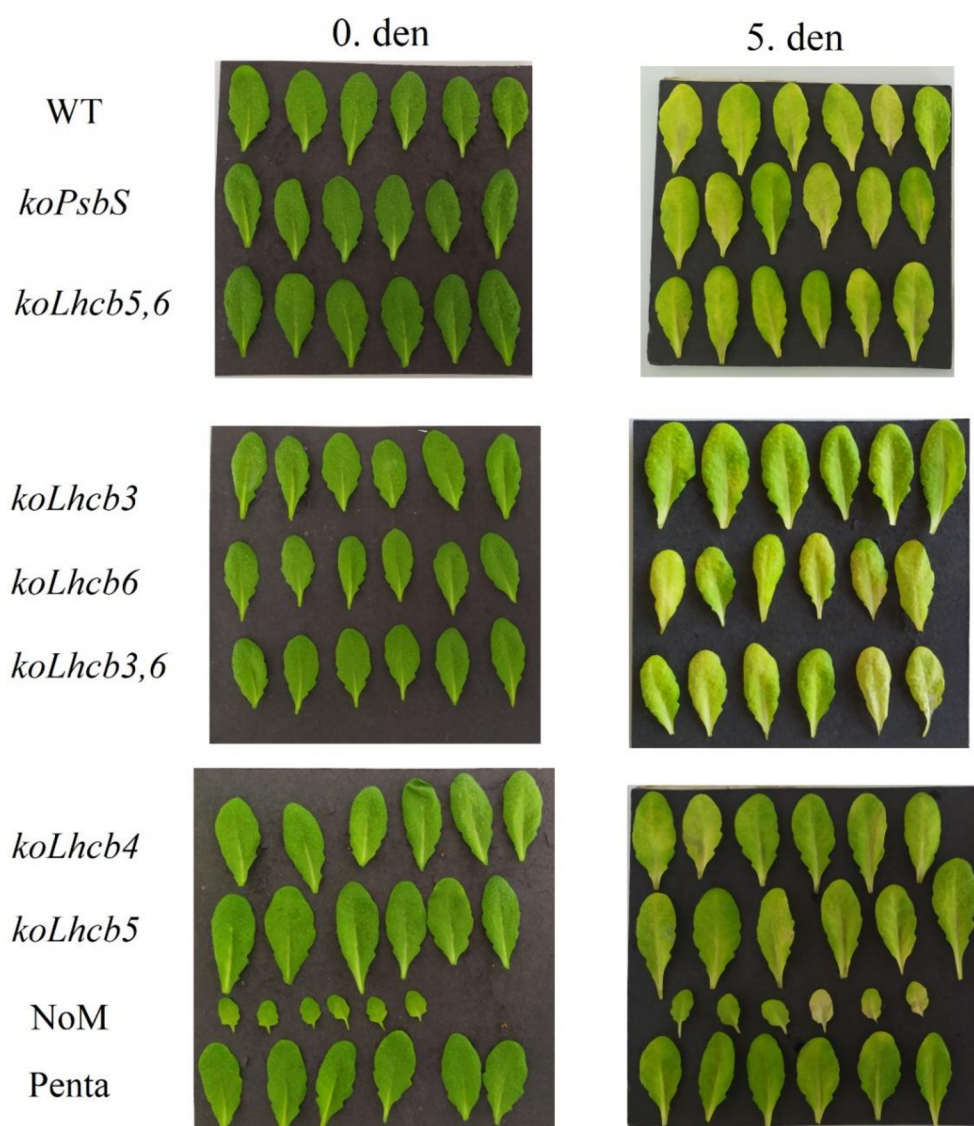 0. den 5. den
WT
koPsbS
koLhcb5,6
koLhcb3
koLhcb6
koLhcb3,6
koLhcb4
koLhcb5
NoM
Penta